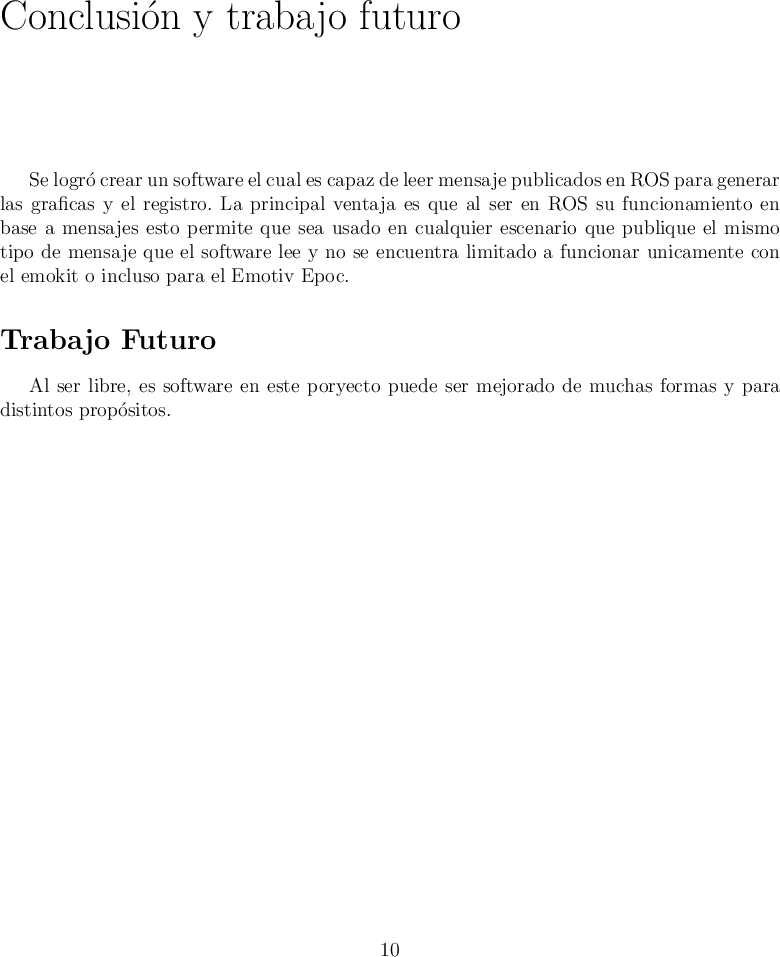 Conclusión y trabajo futuro
Se logró crear un software el cual es capaz de leer mensaje publicados en ROS para generar
las graficas y el registro. La principal ventaja es que al ser en ROS su funcionamiento en
base a mensajes esto permite que sea usado en cualquier escenario que publique el mismo
tipo de mensaje que el software lee y no se encuentra limitado a funcionar unicamente con
el emokit o incluso para el Emotiv Epoc.
Trabajo Futuro
Al ser libre, es software en este poryecto puede ser mejorado de muchas formas y para
distintos propósitos.
10